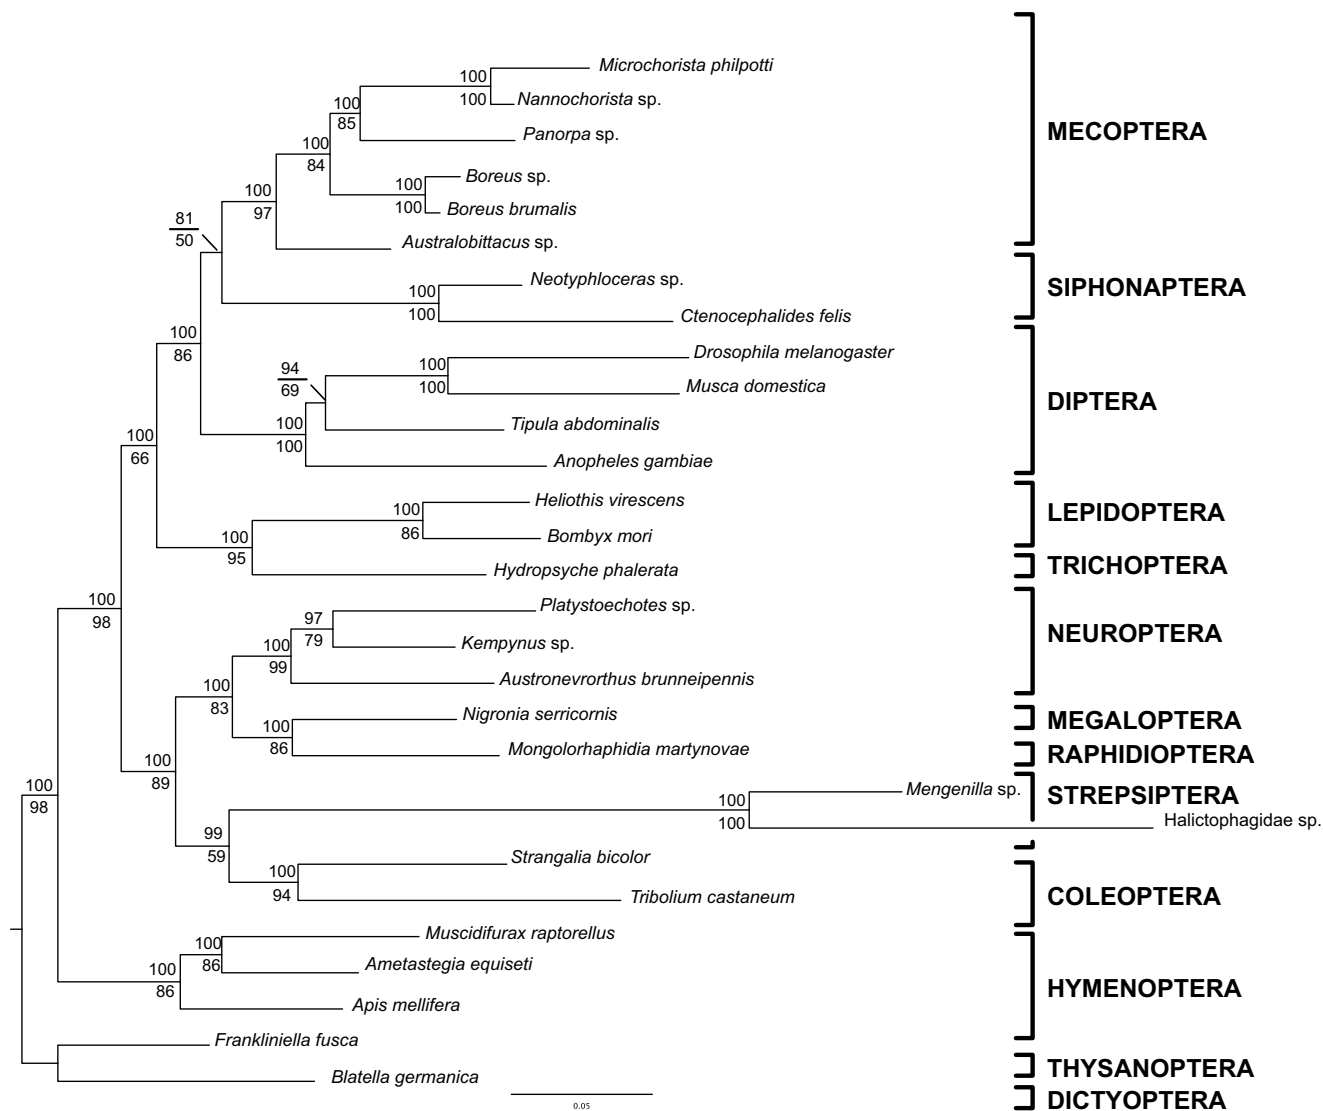 Microchorista philpotti
100
100
Nannochorista sp.
100
85
Panorpa sp.
MECOPTERA
100
84
Boreus sp.
100
100
Boreus brumalis
100
97
81
50
Australobittacus sp.
Neotyphloceras sp.
100
100
SIPHONAPTERA
Ctenocephalides felis
100
86
Drosophila melanogaster
100
100
94
69
Musca domestica
DIPTERA
Tipula abdominalis
100
100
100
66
Anopheles gambiae
Heliothis virescens
100
86
LEPIDOPTERA
Bombyx mori
100
95
Hydropsyche phalerata
TRICHOPTERA
100
98
Platystoechotes sp.
97
79
NEUROPTERA
Kempynus sp.
100
99
Austronevrorthus brunneipennis
100
83
Nigronia serricornis
MEGALOPTERA
100
86
Mongolorhaphidia martynovae
RAPHIDIOPTERA
100
89
100
98
Mengenilla sp.
STREPSIPTERA
100
100
Halictophagidae sp.
99
59
Strangalia bicolor
100
94
Tribolium castaneum
COLEOPTERA
Muscidifurax raptorellus
100
86
Ametastegia equiseti
100
86
HYMENOPTERA
Apis mellifera
Frankliniella fusca
THYSANOPTERA
Blatella germanica
DICTYOPTERA
0.05